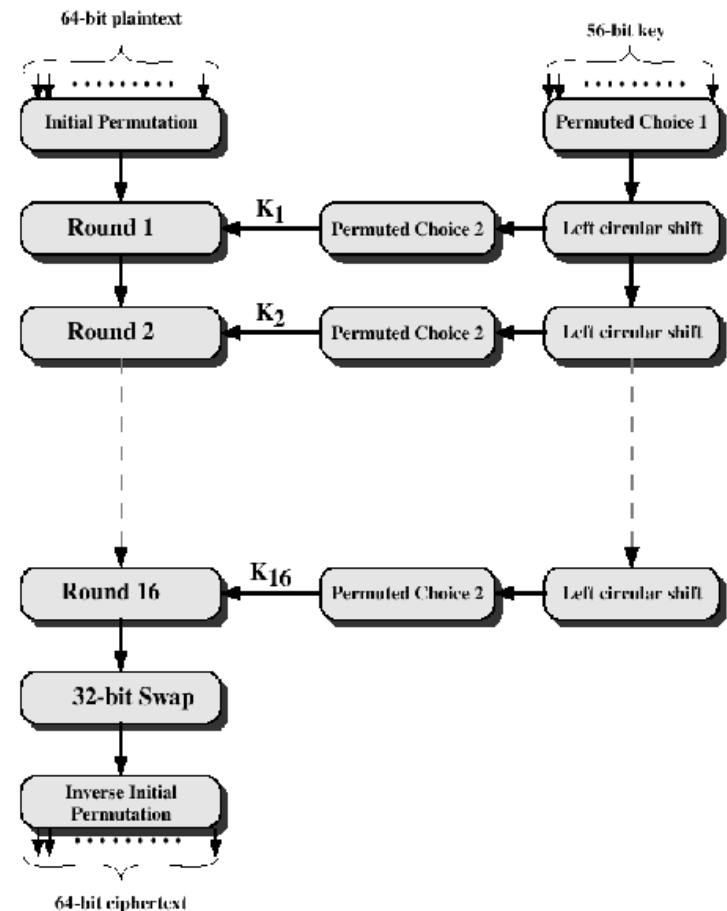 64-bit plaintext
56-bit key
Initial Permutation
Permuted Choice 1
Round 1
K1
Permuted Choice 2
Left circular shift
Round 2
K2
Permuted Choice 2
Left circular shift
Round 16
K16
Permuted Choice 2
Left circular shift
32-bit Swap
Inverse Initial
Permutation
64-bit ciphertext